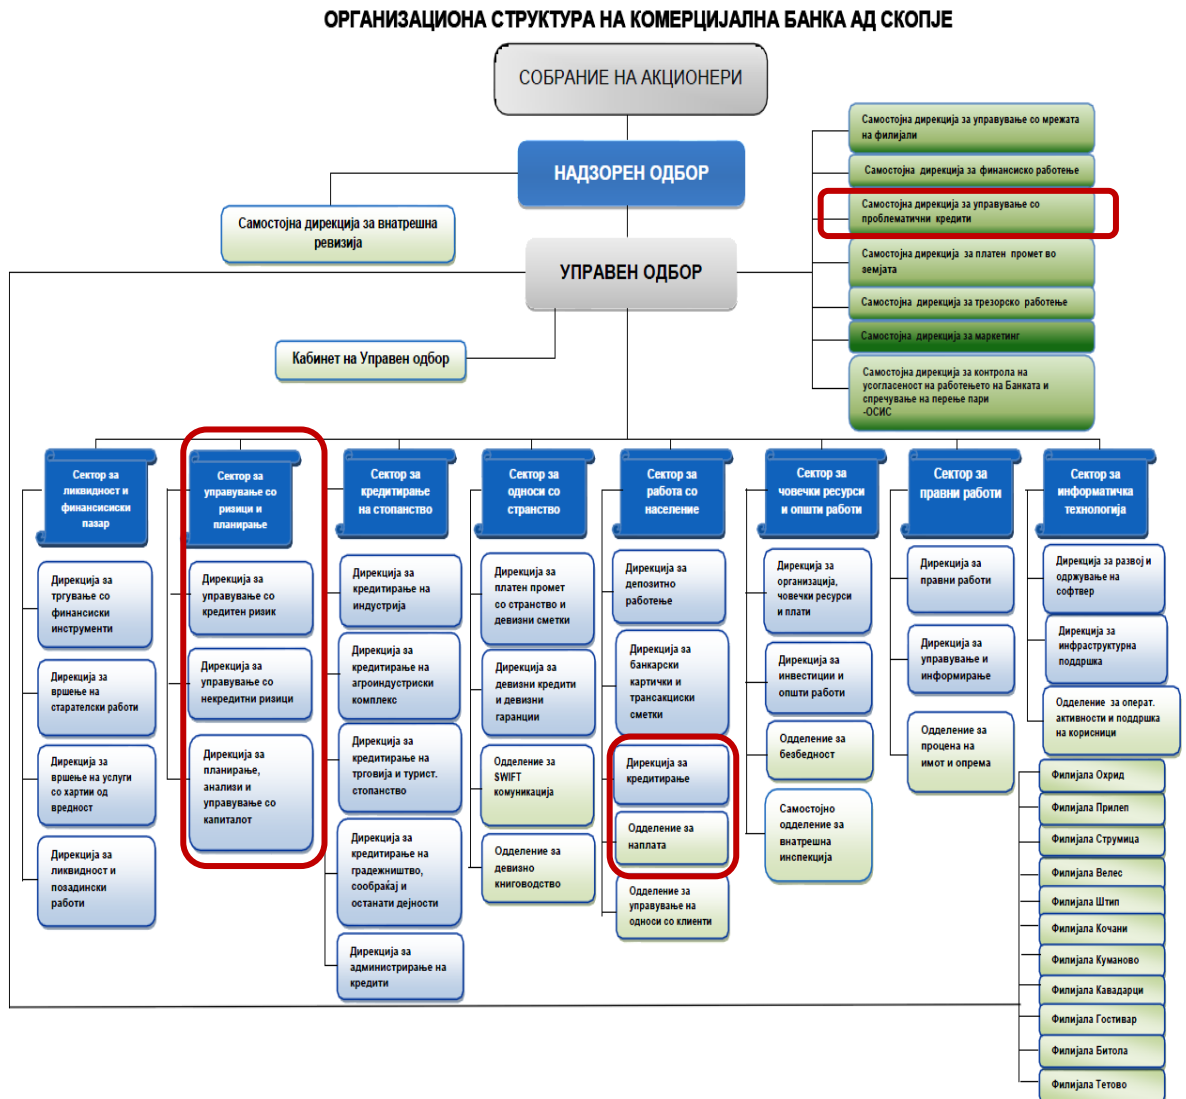 ОРГАНИЗАЦИОНА СТРУКТУРА НА КОМЕРЦИЈАЛНА БАНКА АД СКОПЈЕ
СОБРАНИЕ НА АКЦИОНЕРИ
НАДЗОРЕН ОДБОР
Самостојна дирекција за внатрешна
ревизија
УПРАВЕН ОДБОР
Кабинет на Управен одбор
Самостојна дирекција за управување со мрежата
на филијали
Самостојна дирекција за финансиско работење
Самостојна дирекција за управување со
проблематични кредити
Самостојна дирекција за платен промет во
земјата
Самостојна дирекција за трезорско работење
Самостојна дирекција за маркетинг
Самостојна дирекција за контрола на
усогласеност на работењето на Банката и
спречување на перење пари
-ОСИС
Сектор за
ликвидност и
финансисиски
пазар
Дирекција за
тргување со
финансиски
инструменти
Дирекција за
вршење на
старателски работи
Дирекција за
вршење на услуги
со хартии од
вредност
Дирекција за
ликвидност и
позадински
работи
Сектор за
управување со
ризици и
планирање
Дирекција за
управување со
кредитен ризик
Дирекција за
управување со
некредитни ризици
Дирекција за
планирање,
анализи и
управување со
капиталот
Сектор за
кредитирање
на стопанство
Дирекција за
кредитирање на
индустрија
Дирекција за
кредитирање на
агроиндустриски
комплекс
Дирекција за
кредитирање на
трговија и турист.
стопанство
Дирекција за
кредитирање на
градежништво,
сообраќај и
останати дејности
Дирекција за
администрирање на
кредити
Сектор за
односи со
странство
Дирекција за
платен промет
со странство и
девизни сметки
Дирекција за
девизни кредити
и девизни
гаранции
Одделение за
SWIFT
комуникација
Одделение за
девизно
книговодство
Сектор за
работа со
население
Дирекција за
депозитно
работење
Дирекција за
банкарски
картички и
трансакциски
сметки
Дирекција за
кредитирање
Одделение за
наплата
Одделение за
управување на
односи со клиенти
Сектор за
човечки ресурси
и општи работи
Дирекција за
организација,
човечки ресурси
и плати
Дирекција за
инвестиции и
општи работи
Одделение за
безбедност
Самостојно
одделение за
внатрешна
инспекција
Сектор за
правни работи
Дирекција за
правни работи
Дирекција за
управување и
информирање
Одделение за
процена на
имот и опрема
Сектор за
информатичка
технологија
Дирекција за развој и
одржување на
софтвер
Дирекција за
инфраструктурна
поддршка
Одделение за операт.
активности и поддршка
на корисници
Филијала Охрид
Филијала Прилеп
Филијала Струмица
Филијала Велес
Филијала Штип
Филијала Кочани
Филијала Куманово
Филијала Кавадарци
Филијала Гостивар
Филијала Битола
Филијала Тетово